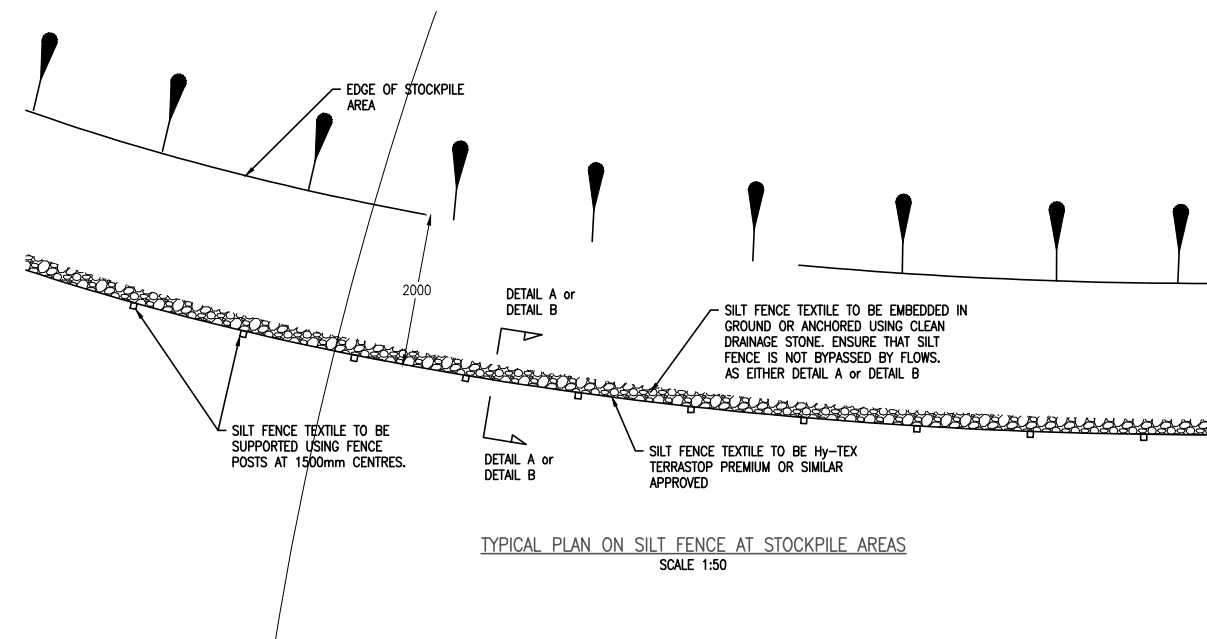 EDGE OF STOCKPILE
AREA
2000
DETAIL A or
DETAIL B
SILT FENCE TEXTILE TO BE EMBEDDED IN
GROUND OR ANCHORED USING CLEAN
DRAINAGE STONE. ENSURE THAT SILT
FENCE IS NOT BYPASSED BY FLOWS.
AS EITHER DETAIL A or DETAIL B
SILT FENCE TEXTILE TO BE
SUPPORTED USING FENCE
POSTS AT 1500mm CENTRES.
DETAIL A or
DETAIL B
SILT FENCE TEXTILE TO BE Hy-TEX
TERRASTOP PREMIUM OR SIMILAR
APPROVED
TYPICAL PLAN ON SILT FENCE AT STOCKPILE AREAS
SCALE 1:50